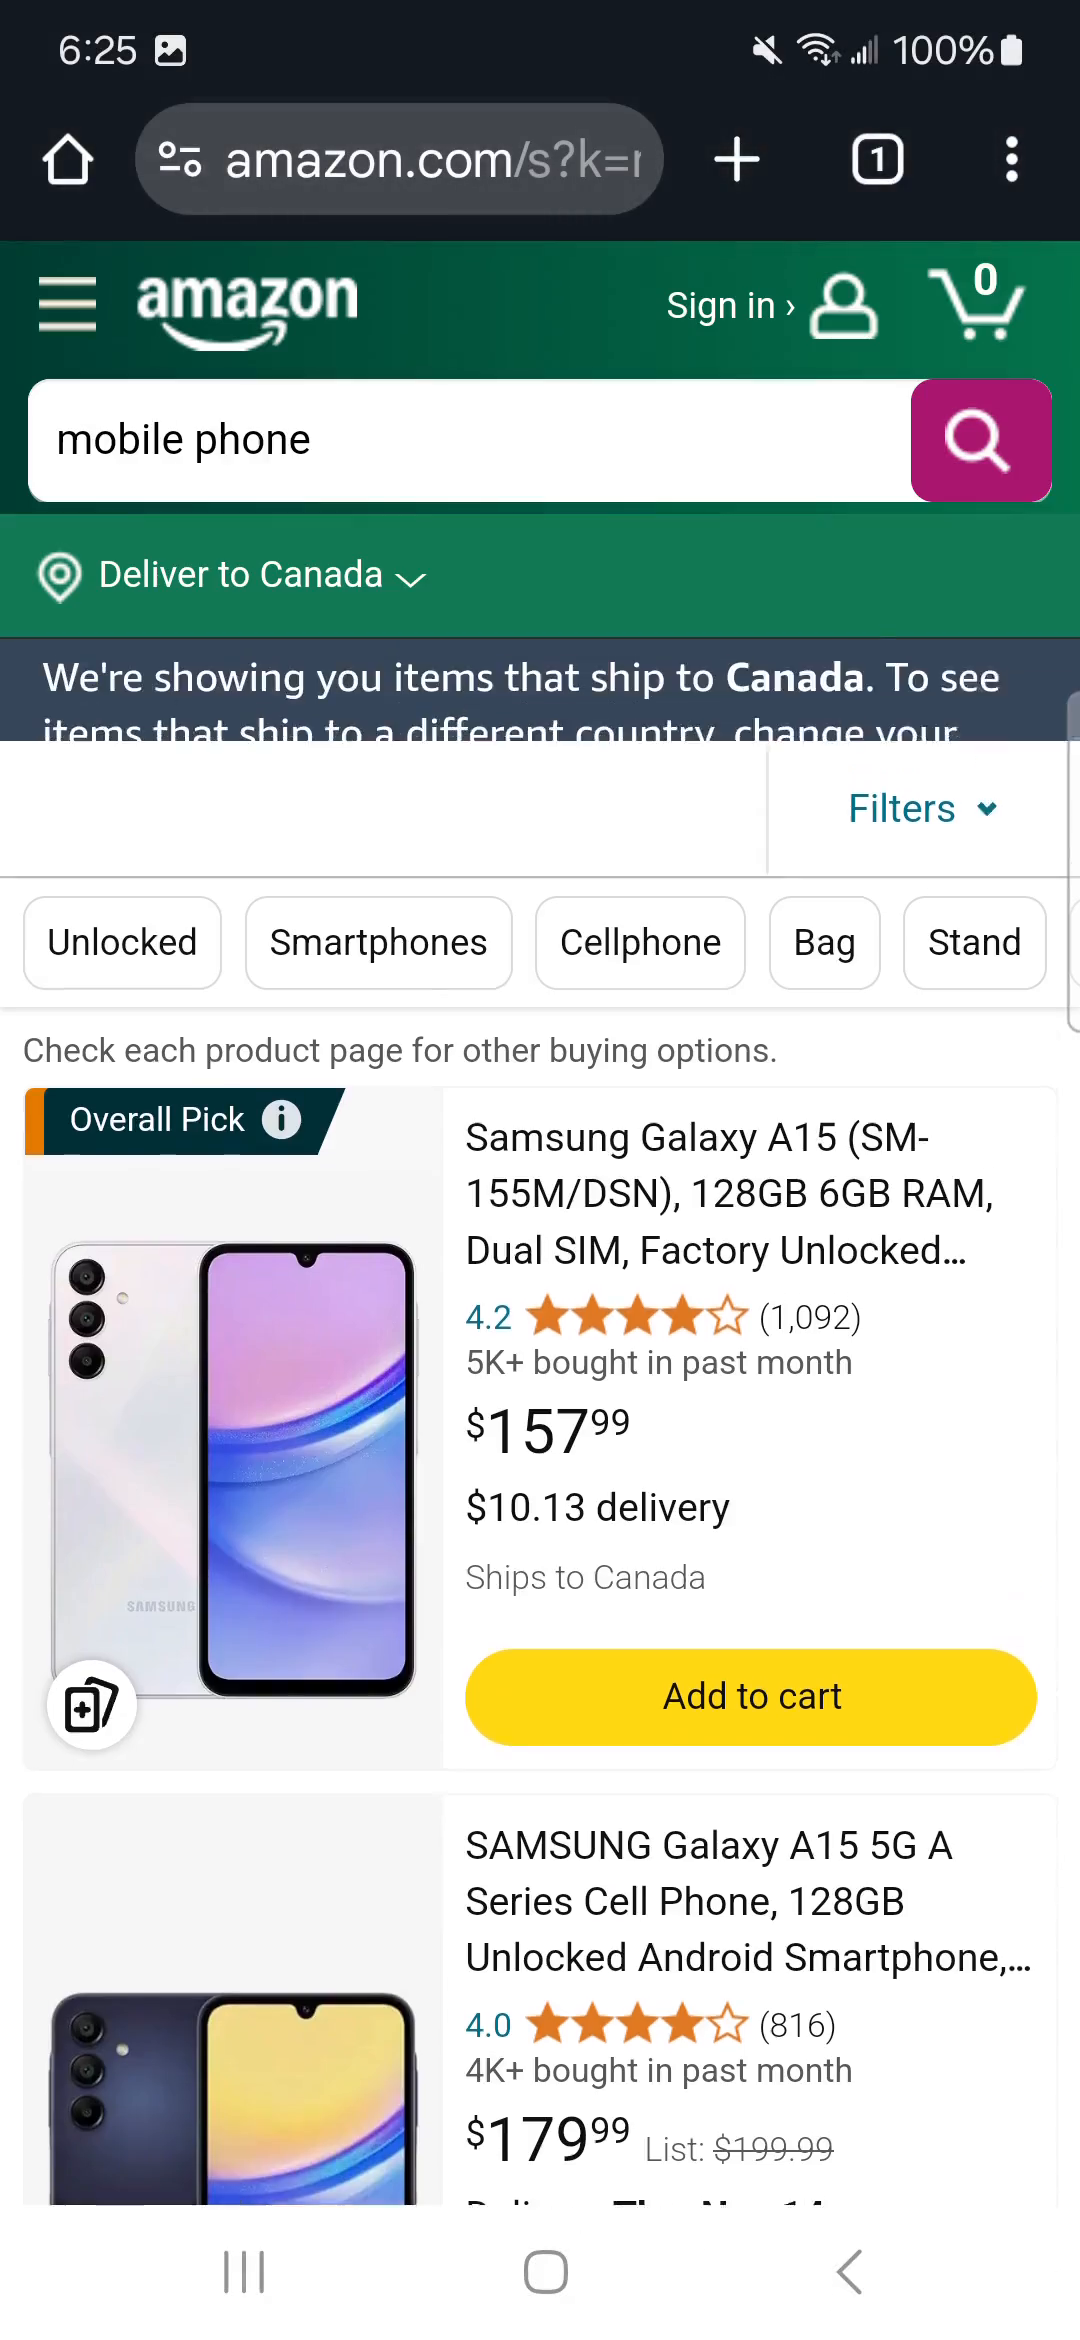 6:25
100%
amazon.com/s?k=
1
amazon
Sign in ›
0
mobile phone
Deliver to Canada
We're showing you items that ship to Canada. To see
items that ship to a different country, change your
Filters
Unlocked
Smartphones
Cellphone
Bag
Stand
Check each product page for other buying options.
Overall Pick
Samsung Galaxy A15 (SM-
155M/DSN), 128GB 6GB RAM,
Dual SIM, Factory Unlocked...
4.2 (1,092)
5K+ bought in past month
$157.99
$10.13 delivery
Ships to Canada
SAMSUNG
Add to cart
SAMSUNG Galaxy A15 5G A
Series Cell Phone, 128GB
Unlocked Android Smartphone,...
4.0 (816)
4K+ bought in past month
$179.99 List: $199.99